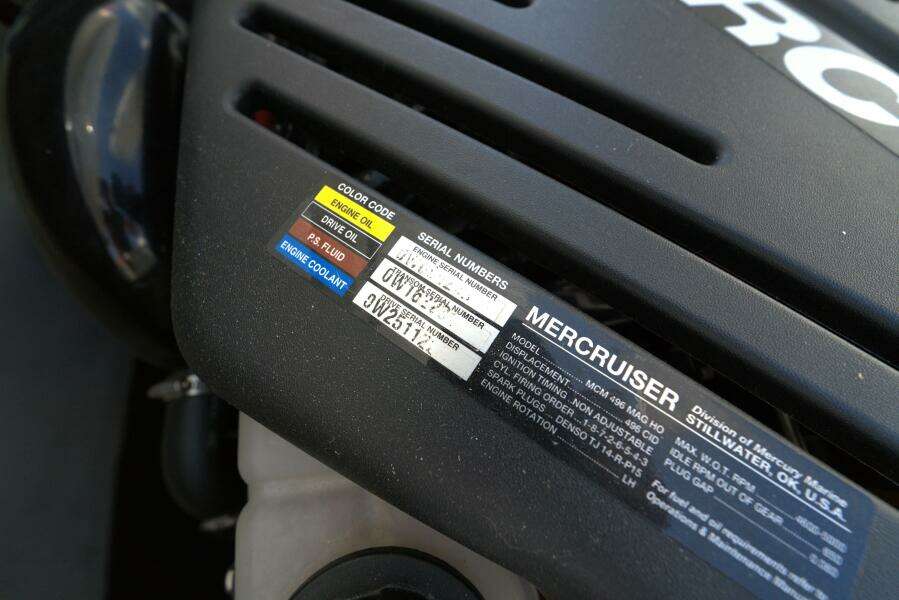 RC
COLOR CODE
ENGINE OIL
DRIVE OIL
P.S. FLUID
ENGINE COOLANT
SERIAL NUMBERS
ENGINE SERIAL NUMBER
TRANSOM SERIAL NUMBER
DRIVE SERIAL NUMBER
MERCRUISER
Division of Mercury Marine
STILLWATER, OK, U.S.A.
MODEL.......... MCM 496 MAG HO
DISPLACEMENT.......... 496 CID
IGNITION TIMING ..NON ADJUSTABLE
CYL. FIRING ORDER ...1-8-7-2-6-5-4-3
SPARK PLUGS ....DENSO TJ 14-R-P15
ENGINE ROTATION.......... LH
MAX. W.O.T. RPM
IDLE RPM OUT OF GEAR
PLUG GAP
For fuel and oil requirements refer to
Operations & Maintenance